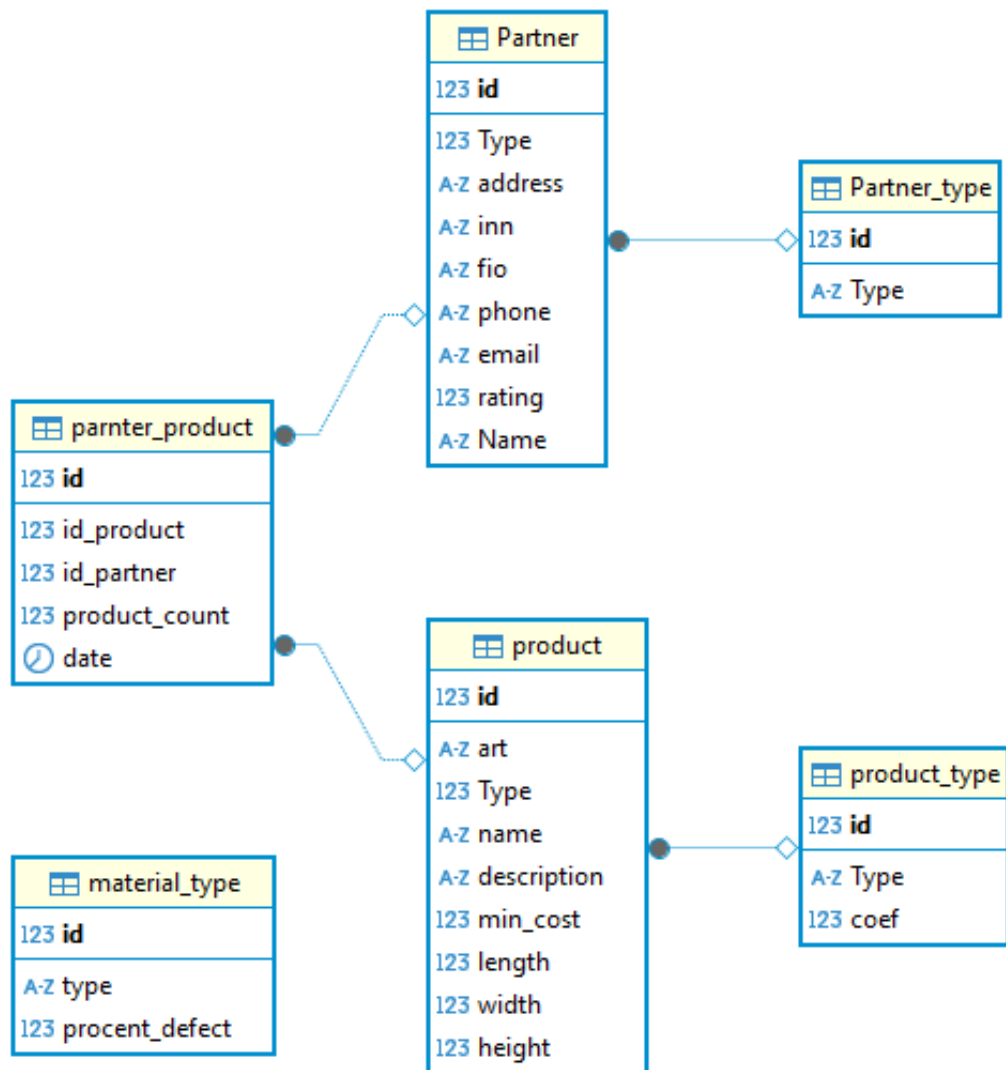 Partner
123 id
123 Type
A-Z address
A-Z inn
A-Z fio
A-Z phone
A-Z email
123 rating
A-Z Name
Partner_type
123 id
A-Z Type
parnter_product
123 id
123 id_product
123 id_partner
123 product_count
date
product
123 id
A-Z art
123 Type
A-Z name
A-Z description
123 min_cost
123 length
123 width
123 height
product_type
123 id
A-Z Type
123 coef
material_type
123 id
A-Z type
123 procent_defect